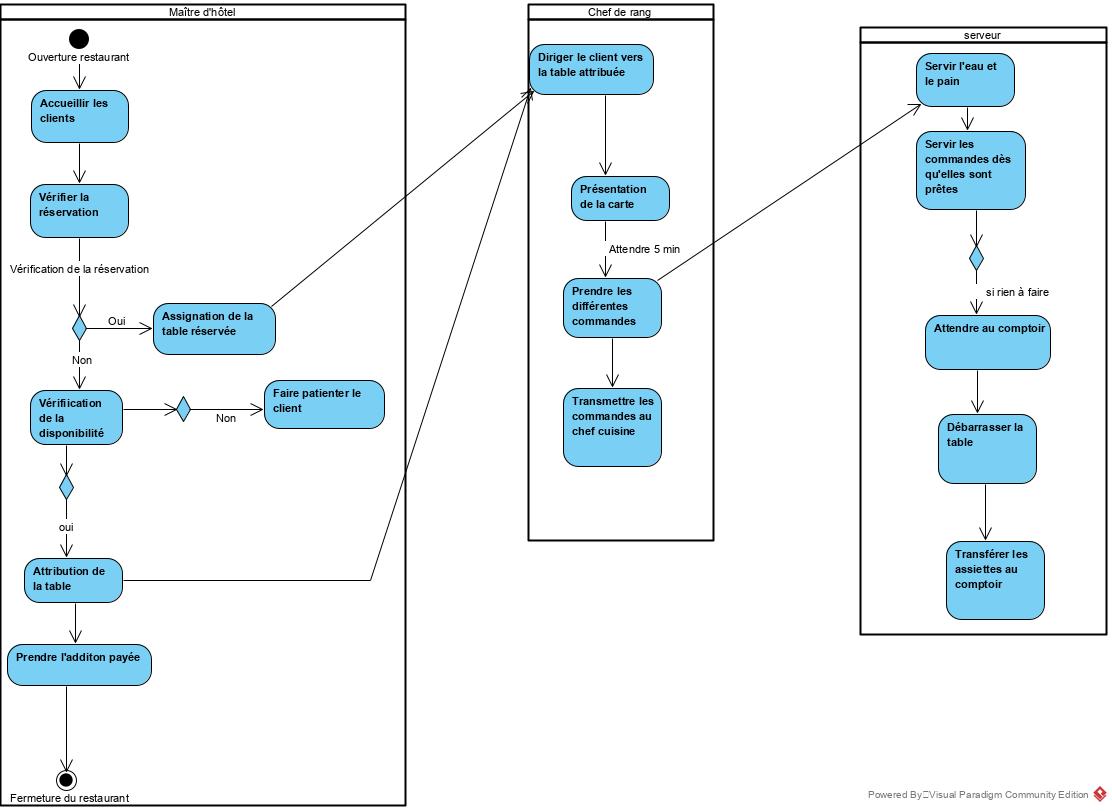 Maître d'hôtel
Ouverture restaurant
Accueillir les
clients
Vérifier la
réservation
Vérification de la réservation
Oui
Assignation de la
table réservée
Non
Vérifiication
de la
disponibilité
Non
Faire patienter le
client
oui
Attribution de
la table
Prendre l'additon payée
Fermeture du restaurant
Chef de rang
Diriger le client vers
la table attribuée
Présentation
de la carte
Attendre 5 min
Prendre les
différentes
commandes
Transmettre les
commandes au
chef cuisine
serveur
Servir l'eau et
le pain
Servir les
commandes dès
qu'elles sont
prêtes
si rien à faire
Attendre au comptoir
Débarrasser la
table
Transférer les
assiettes au
comptoir
Powered By Visual Paradigm Community Edition